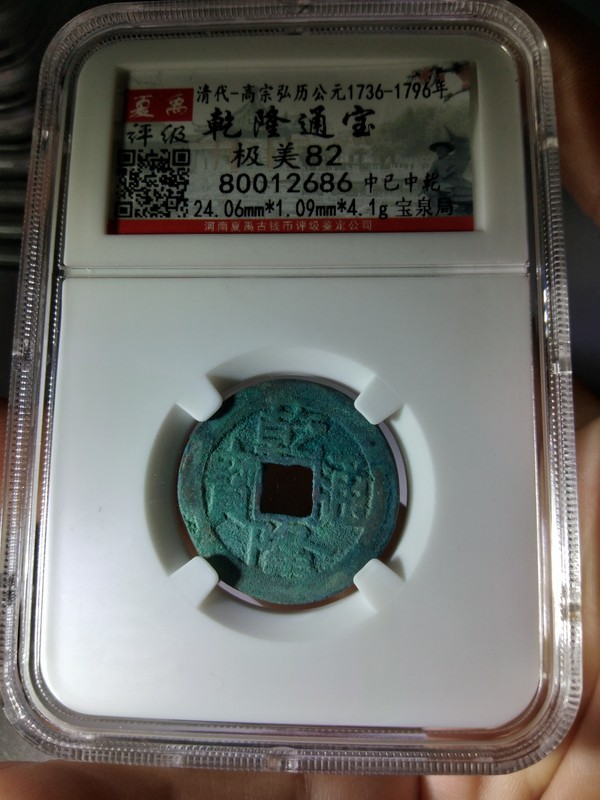 清代-高宗弘历公元1736-1796年
夏禹
评级
乾隆通宝
极美82
80012686 中已中乾
24.06mm*1.09mm*4.1g 宝泉局
河南夏禹古钱币评级鉴定公司
乾隆通寶